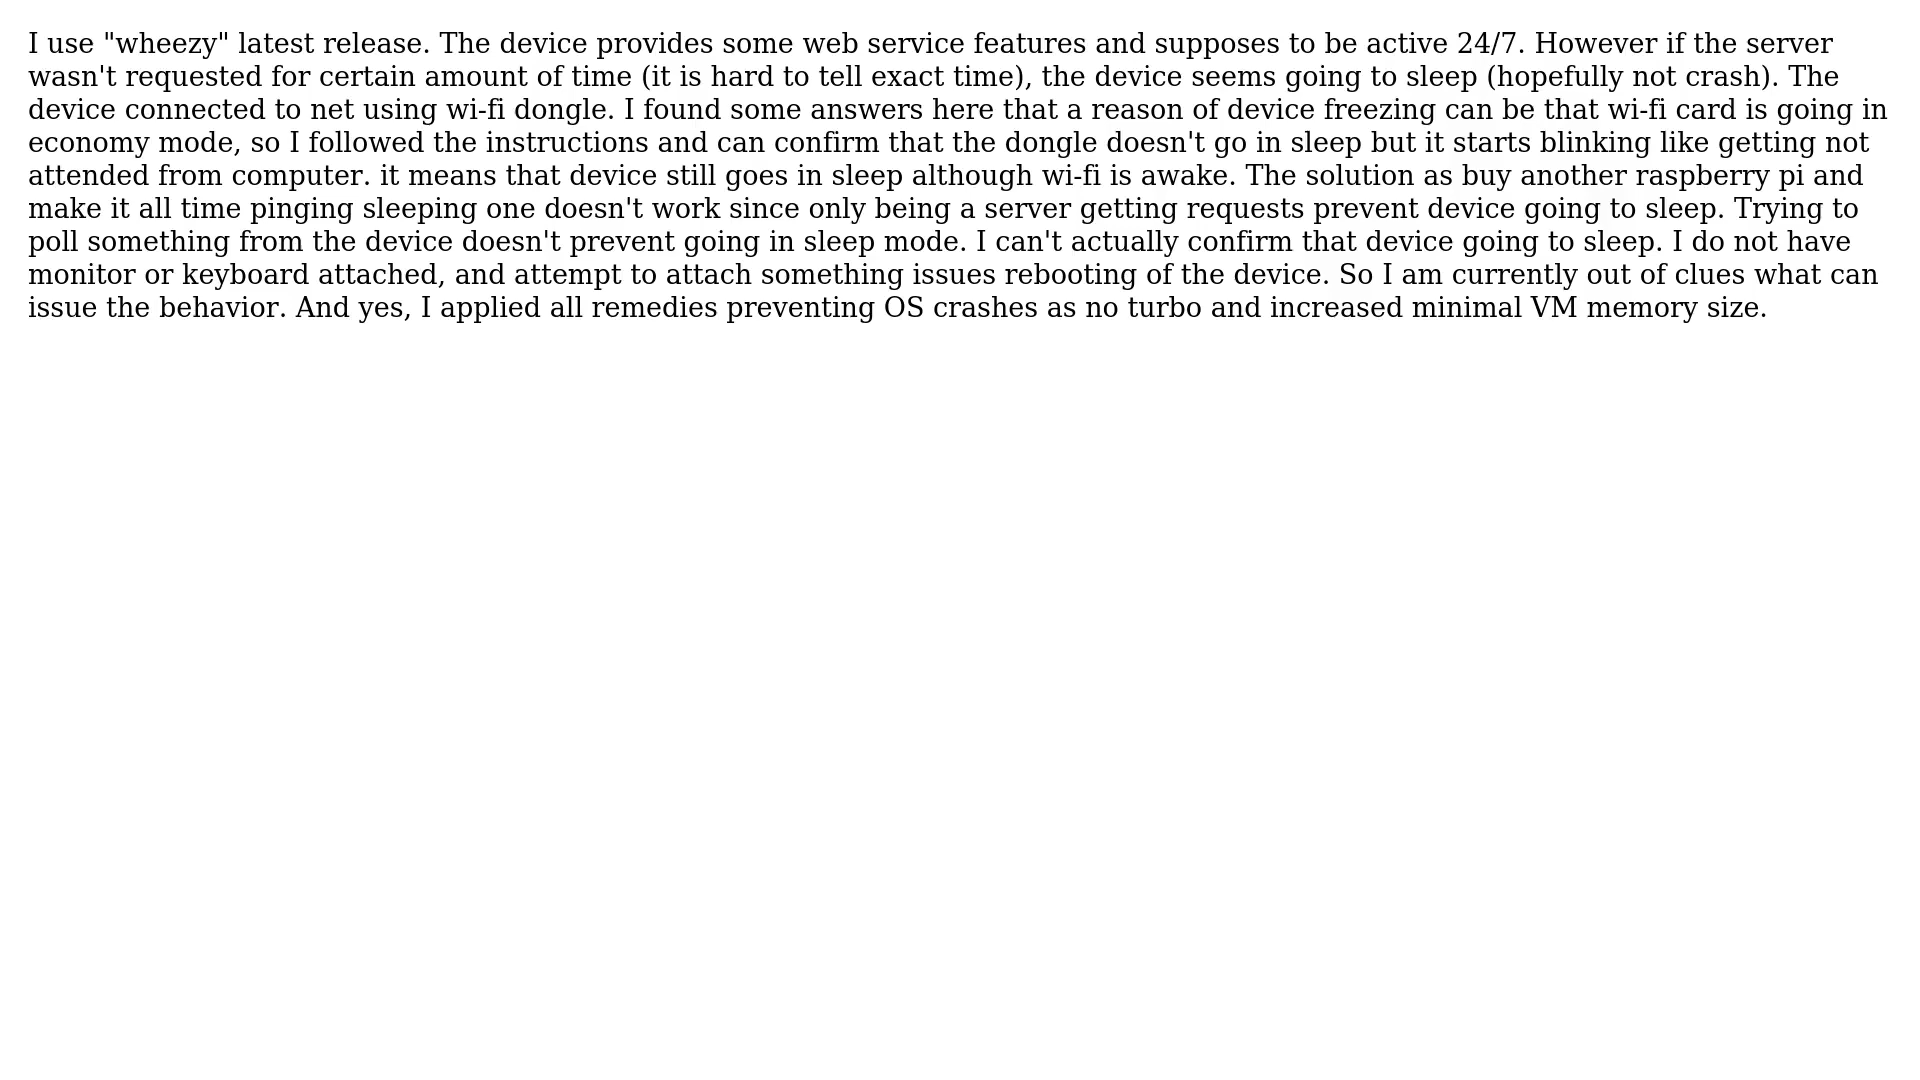 I use "wheezy" latest release. The device provides some web service features and supposes to be active 24/7. However if the server
wasn't requested for certain amount of time (it is hard to tell exact time), the device seems going to sleep (hopefully not crash). The
device connected to net using wi-fi dongle. I found some answers here that a reason of device freezing can be that wi-fi card is going in
economy mode, so I followed the instructions and can confirm that the dongle doesn't go in sleep but it starts blinking like getting not
attended from computer. it means that device still goes in sleep although wi-fi is awake. The solution as buy another raspberry pi and
make it all time pinging sleeping one doesn't work since only being a server getting requests prevent device going to sleep. Trying to
poll something from the device doesn't prevent going in sleep mode. I can't actually confirm that device going to sleep. I do not have
monitor or keyboard attached, and attempt to attach something issues rebooting of the device. So I am currently out of clues what can
issue the behavior. And yes, I applied all remedies preventing OS crashes as no turbo and increased minimal VM memory size.